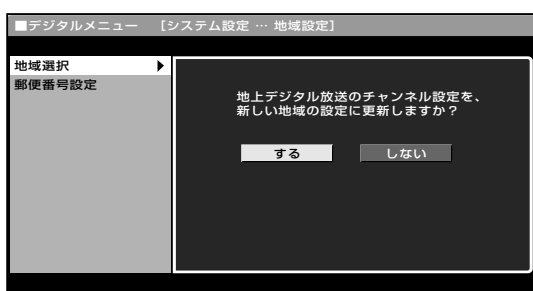 ■デジタルメニュー　[システム設定 … 地域設定]
地域選択 ▶
郵便番号設定
地上デジタル放送のチャンネル設定を、
新しい地域の設定に更新しますか？
する　しない